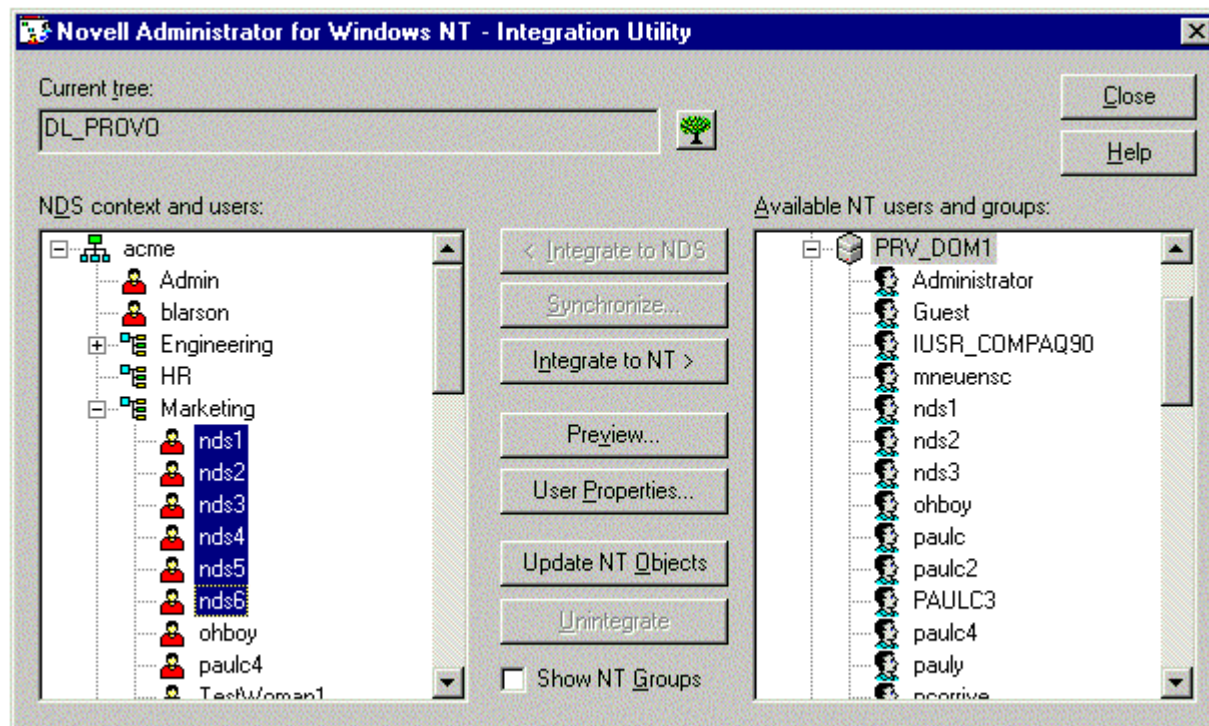 Novell Administrator for Windows NT - Integration Utility
Current tree:
DL_PROVO
Close
Help
NDS context and users:
acme
Admin
blarson
Engineering
HR
Marketing
nds1
nds2
nds3
nds4
nds5
nds6
ohboy
paulc4
TestWoman1
< Integrate to NDS
Synchronize...
Integrate to NT >
Preview...
User Properties...
Update NT Objects
Unintegrate
Show NT Groups
Available NT users and groups:
PRV_DOM1
Administrator
Guest
IUSR_COMPAQ90
mneuensc
nds1
nds2
nds3
ohboy
paulc
paulc2
PAULC3
paulc4
pauly